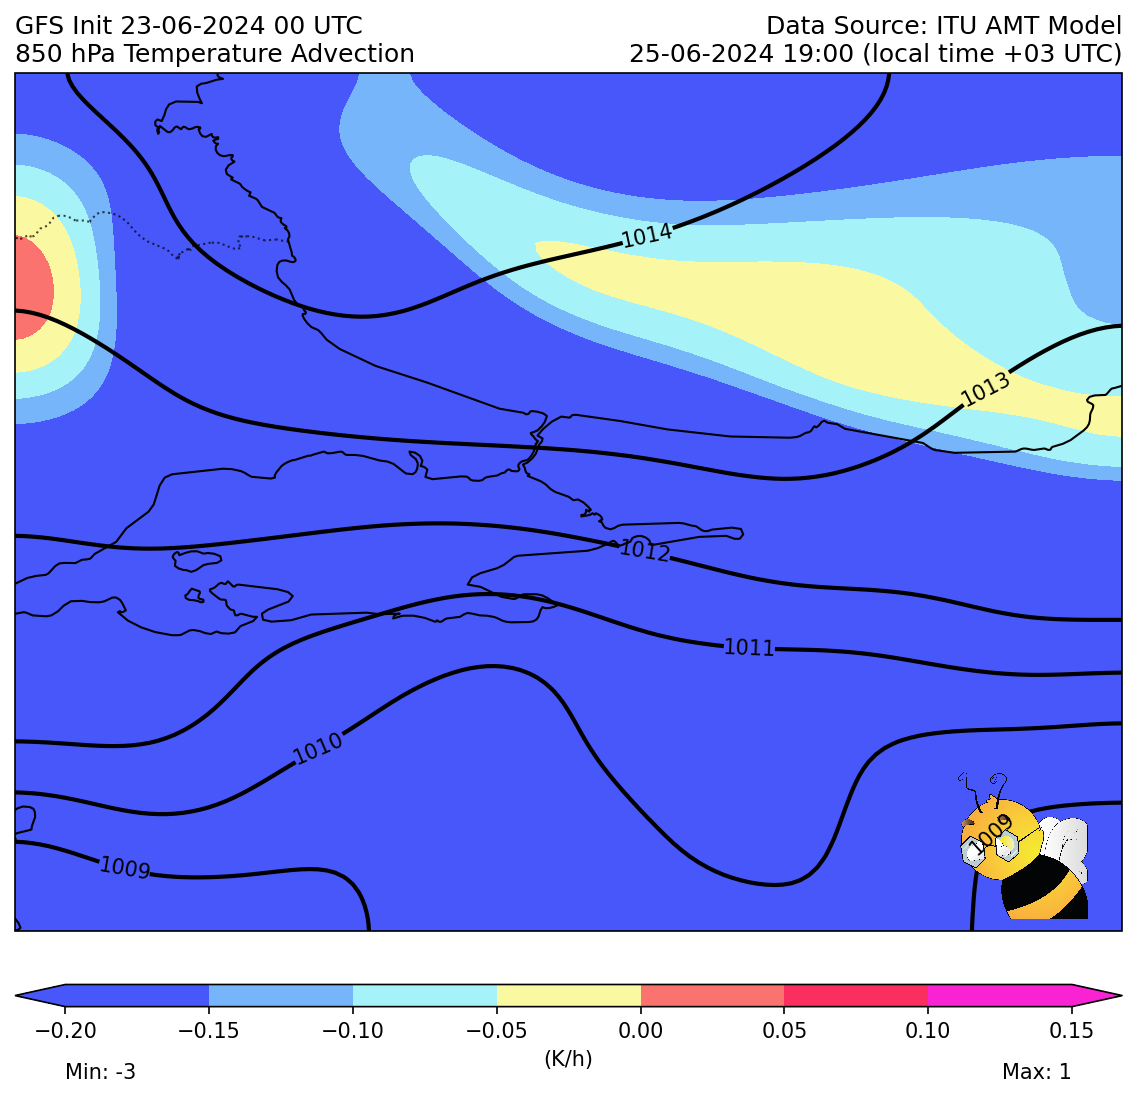 GFS Init 23-06-2024 00 UTC
Data Source: ITU AMT Model
850 hPa Temperature Advection
25-06-2024 19:00 (local time +03 UTC)
1014
1013
1012
1011
1010
1009
1009
−0.20 −0.15 −0.10 −0.05 0.00 0.05 0.10 0.15
(K/h)
Min: -3
Max: 1